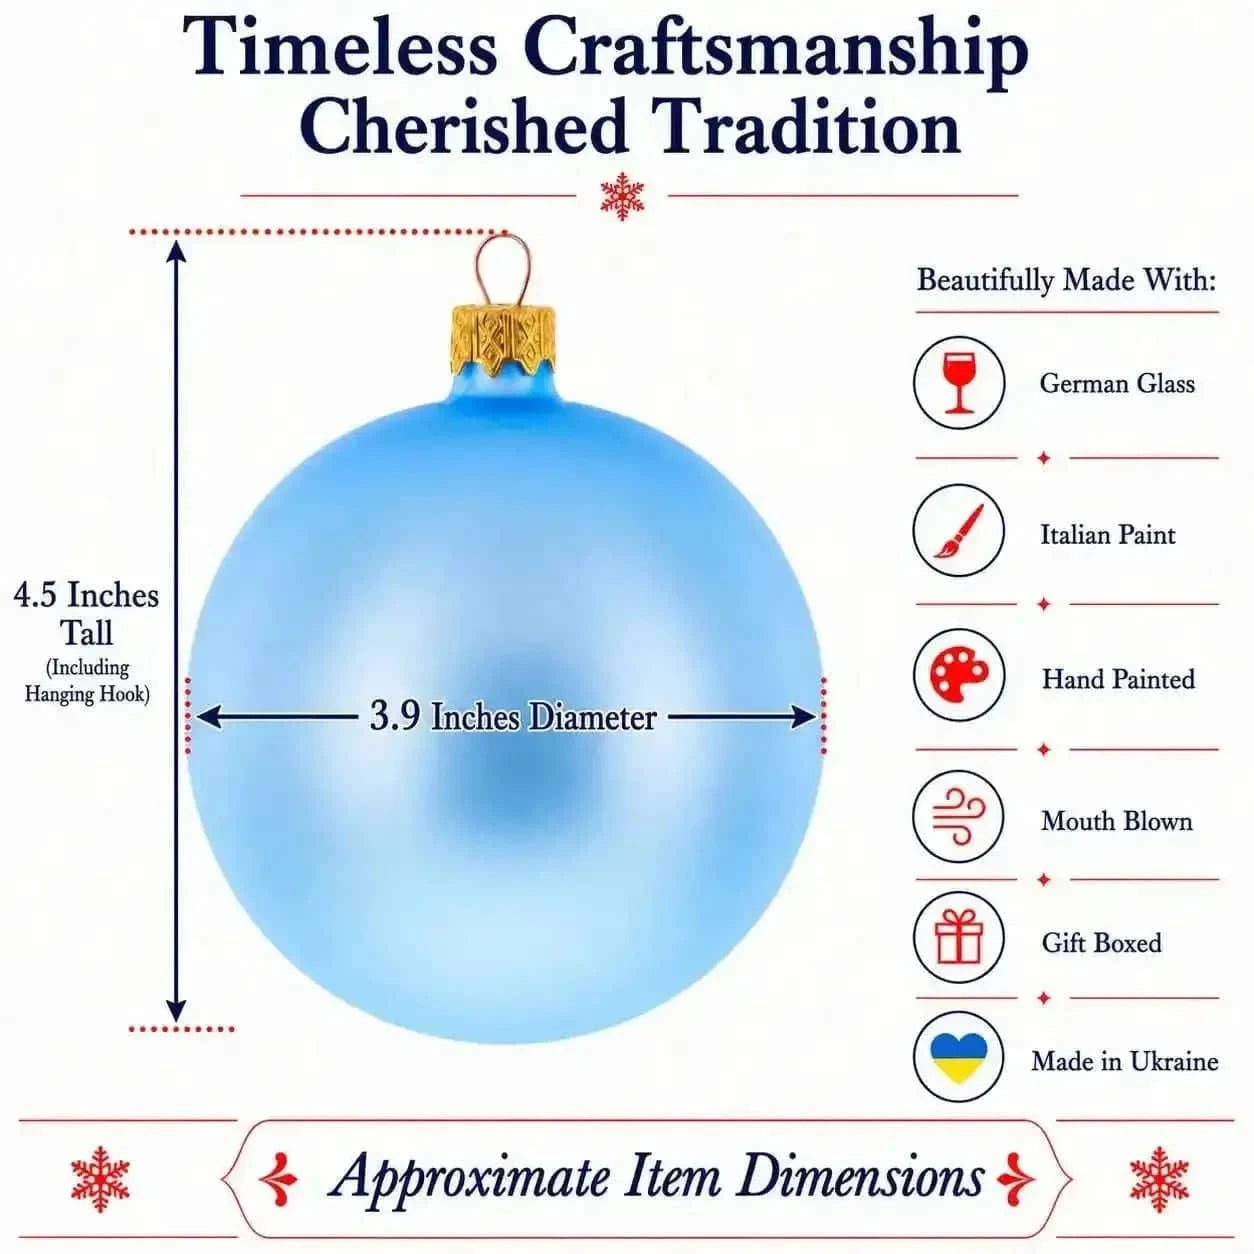 Timeless Craftsmanship
Cherished Tradition
Beautifully Made With:
German Glass
Italian Paint
Hand Painted
Mouth Blown
Gift Boxed
Made in Ukraine
4.5 Inches
Tall
(Including
Hanging Hook)
3.9 Inches Diameter
Approximate Item Dimensions